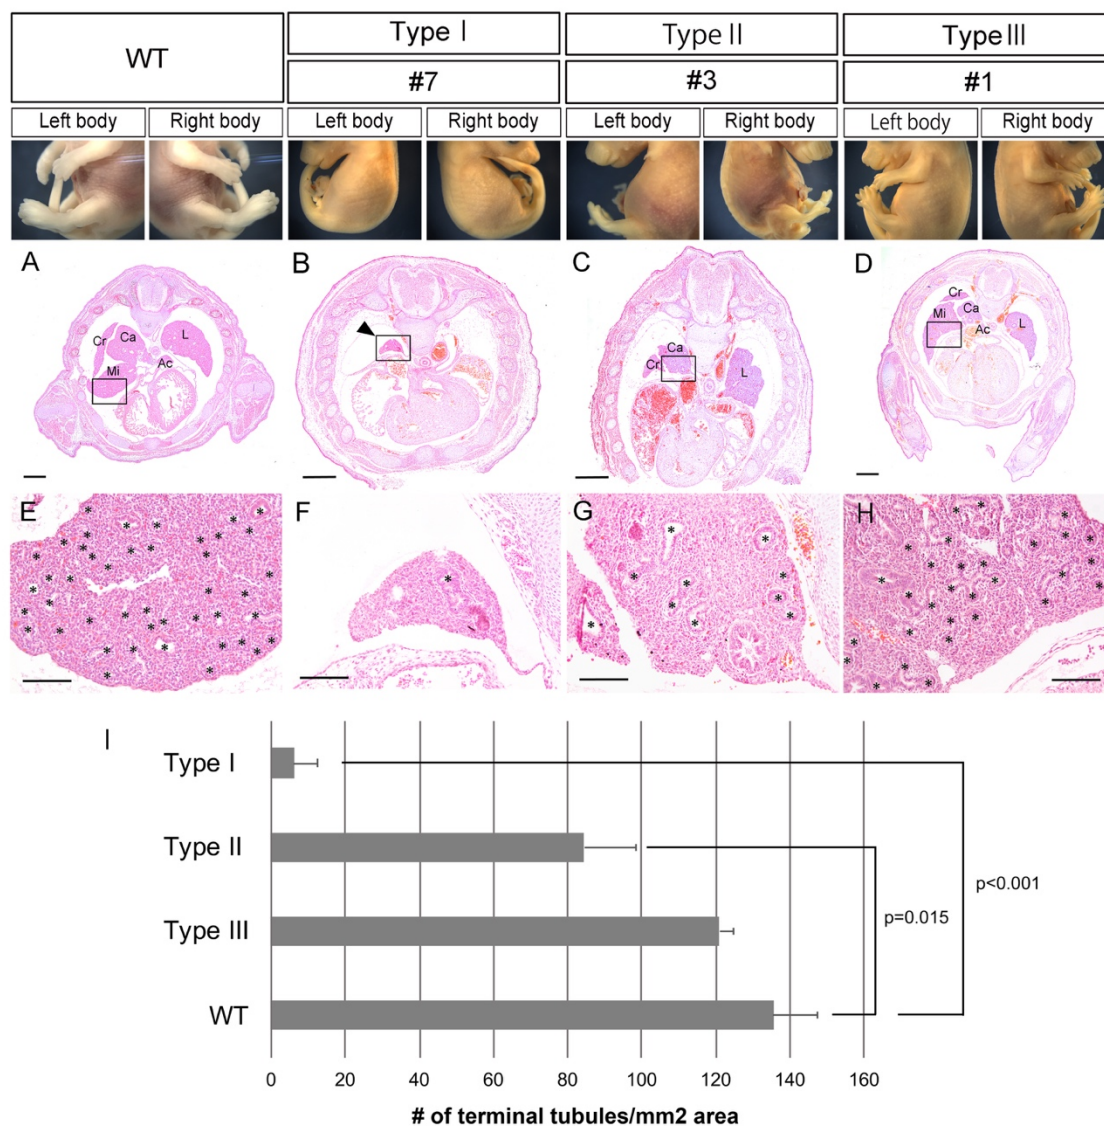 WT
Type I
Type II
Type III
#7
#3
#1
Left body
Right body
Left body
Right body
Left body
Right body
Left body
Right body
A
B
C
D
Cr
Ca
L
Mi
Ac
Ca
Cr
L
Cr
Mi
Ca
Ac
L
E
F
G
H
* * * * * * * * * * * * * * * * * * * * * * * * * * * * * * * * * * *
I
Type I
Type II
Type III
WT
p<0.001
p=0.015
0 20 40 60 80 100 120 140 160
# of terminal tubules/mm2 area